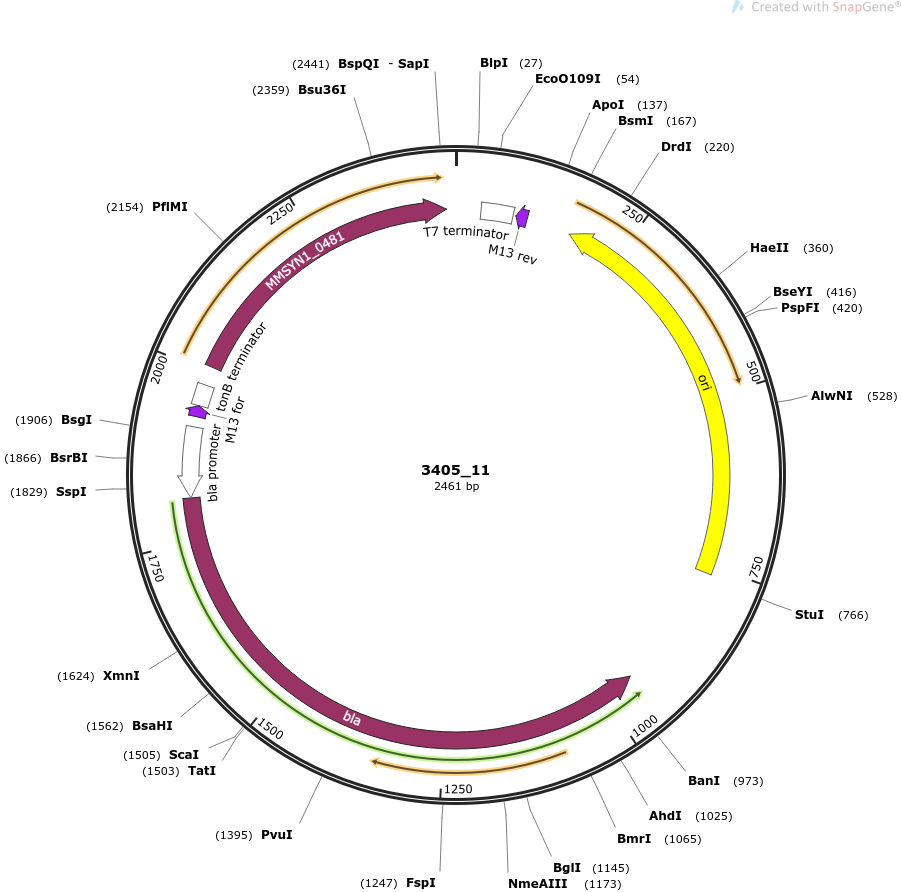 Created with SnapGene®
(2441) BspQI - SapI
BlpI (27)
(2359) Bsu36I
EcoO109I (54)
ApoI (137)
BsmI (167)
DrdI (220)
(2154) PflMI
2250
250
MMSYN1_0481
T7 terminator
M13 rev
HaeII (360)
BseYI (416)
PspFI (420)
2000
tonB terminator
ori
500
AlwNI (528)
(1906) BsgI
M13 for
(1866) BsrBI
bla promoter
(1829) SspI
3405_11
2461 bp
1750
750
StuI (766)
(1624) XmnI
(1562) BsaHI
bla
1500
1000
(1505) ScaI
(1503) TatI
BanI (973)
1250
AhdI (1025)
(1395) PvuI
BmrI (1065)
BglI (1145)
(1247) FspI
NmeAIII (1173)